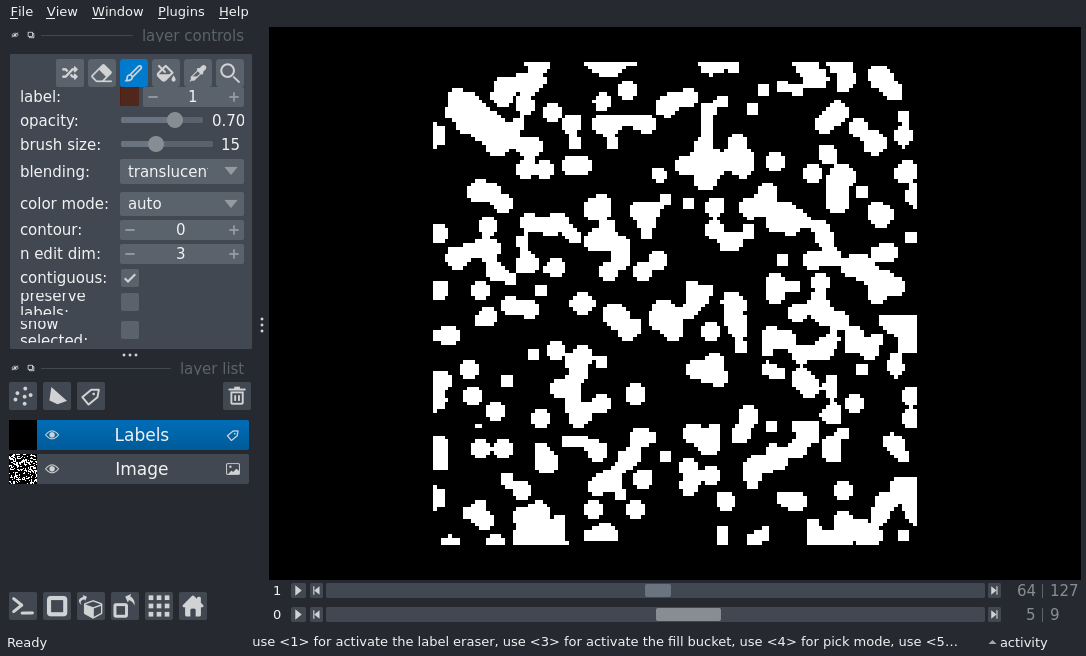 File View Window Plugins Help
layer controls
label: 1
opacity: 0.70
brush size: 15
blending: translucen
color mode: auto
contour: 0
n edit dim: 3
contiguous:
preserve
labels:
show
selected:
layer list
Labels
Image
1 64 127
0 5 9
Ready use <1> for activate the label eraser, use <3> for activate the fill bucket, use <4> for pick mode, use <5... activity